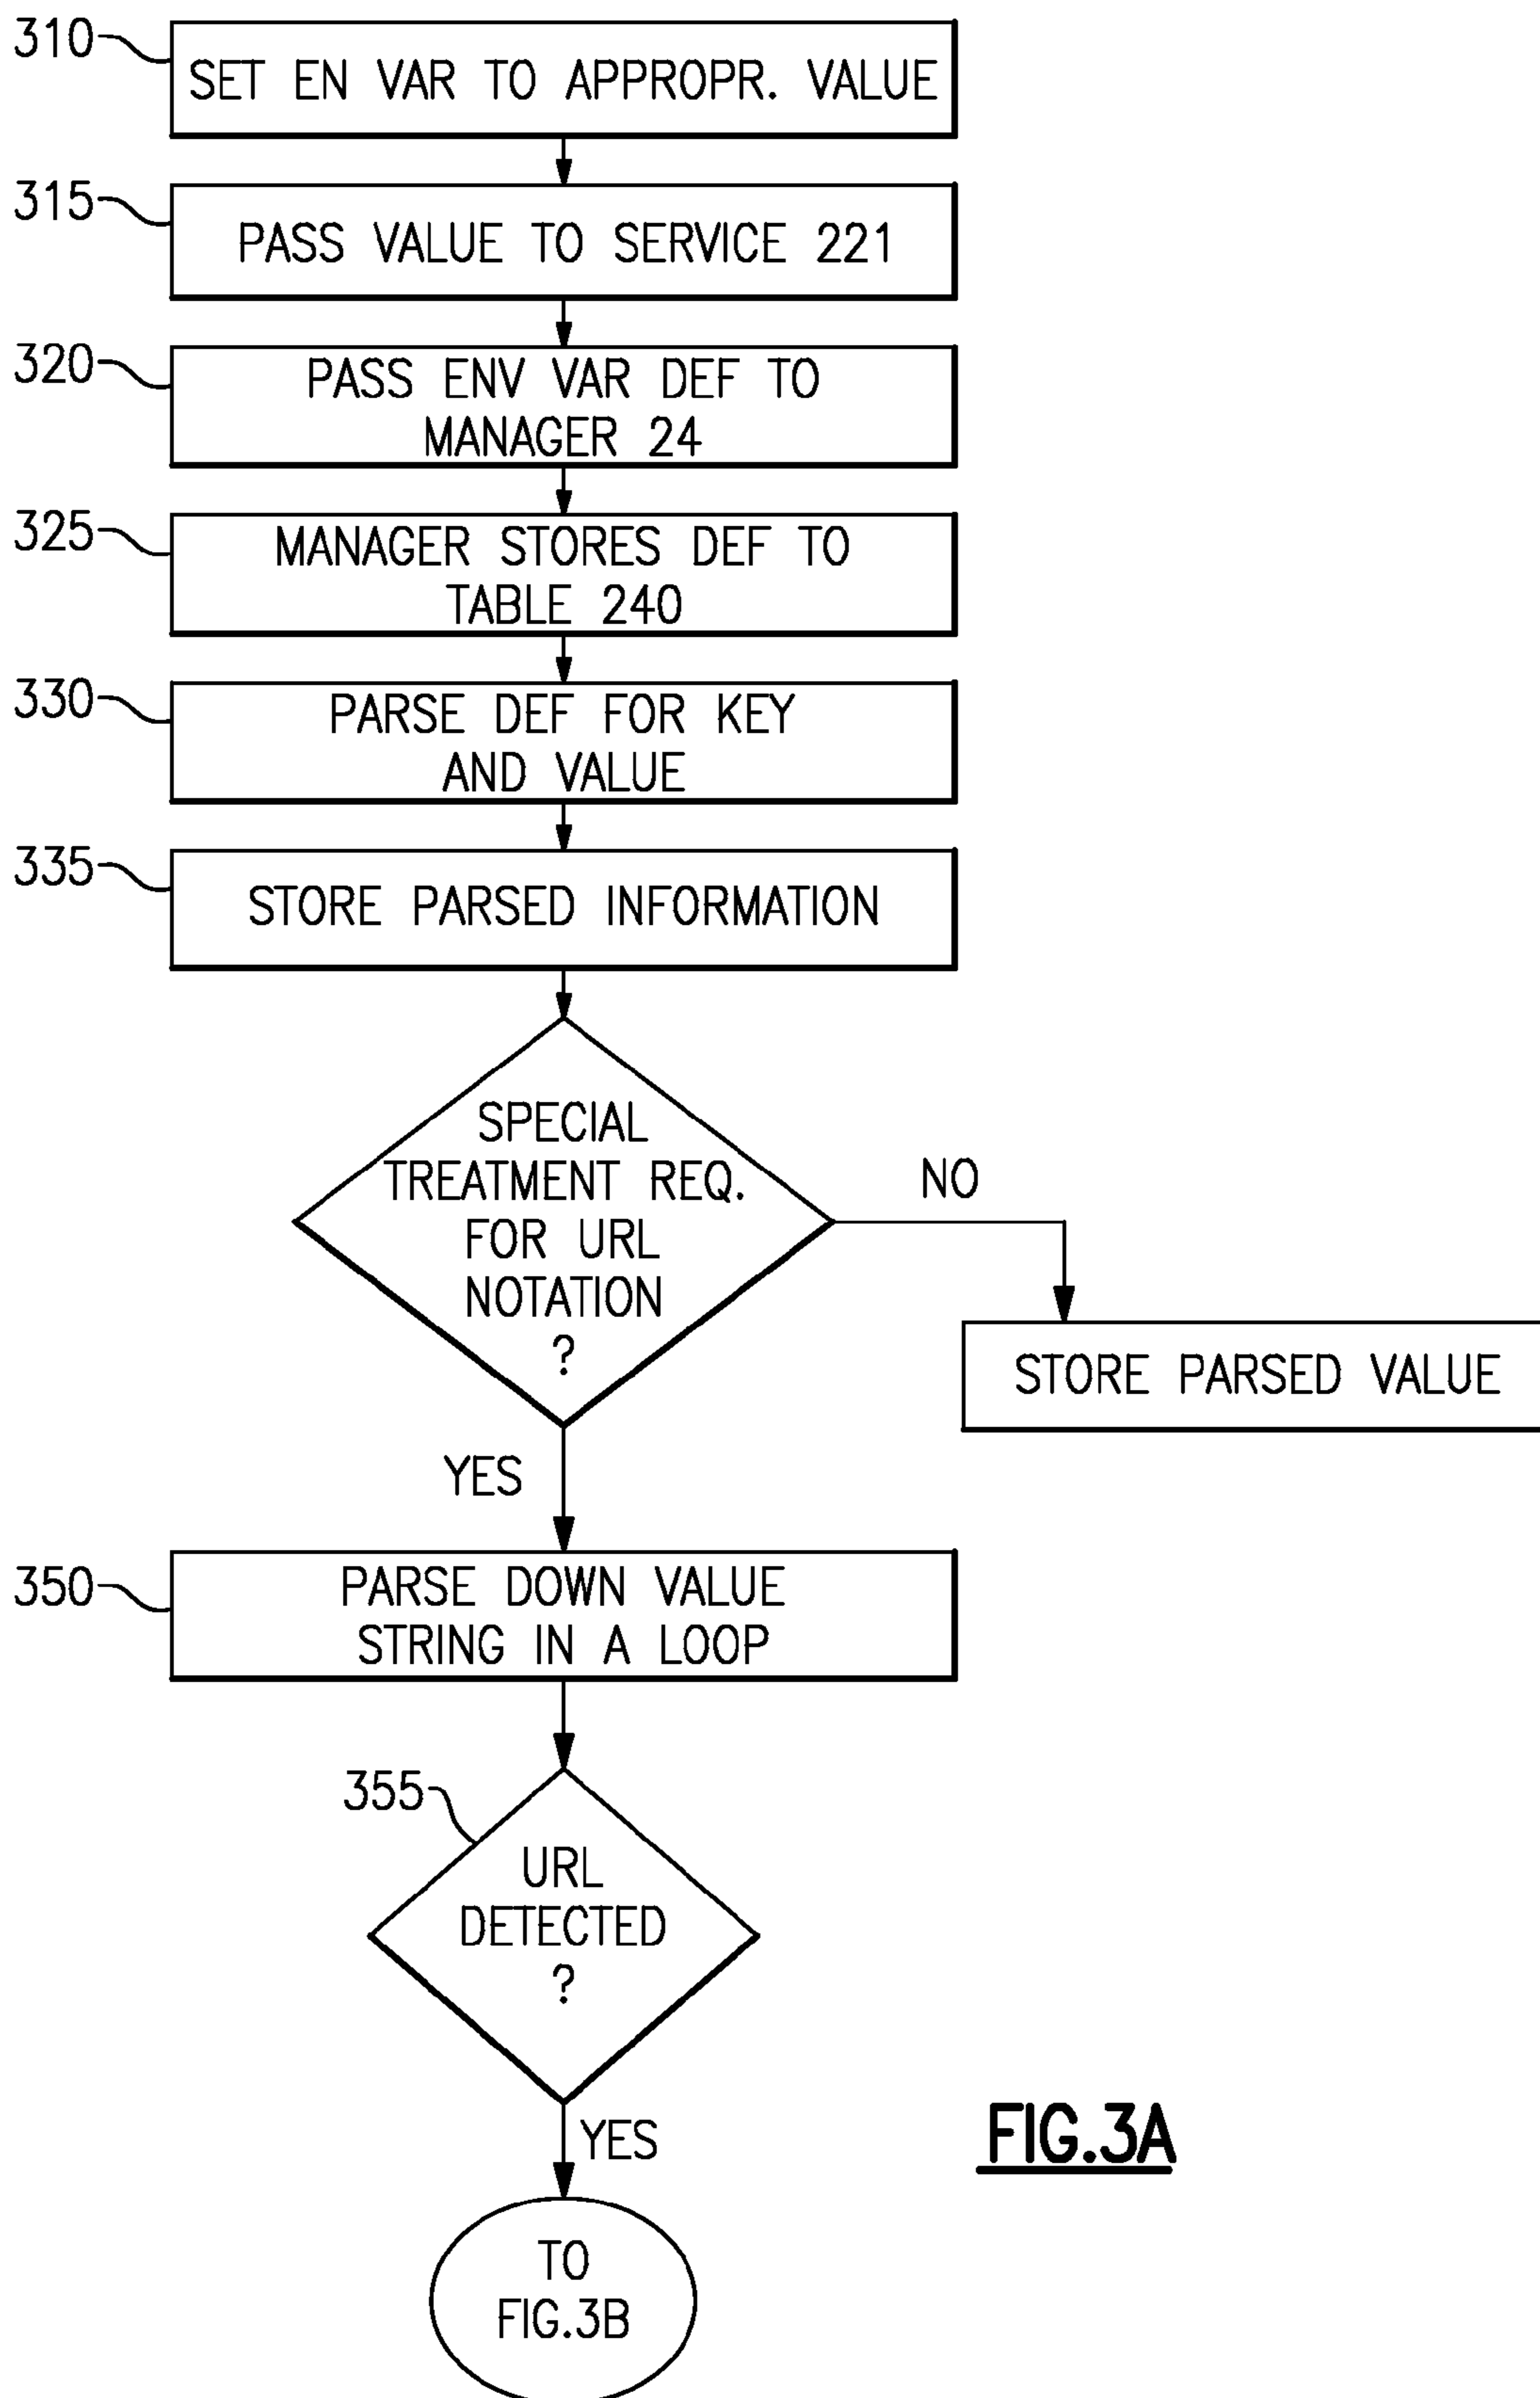 310
SET EN VAR TO APPROPR. VALUE
315
PASS VALUE TO SERVICE 221
320
PASS ENV VAR DEF TO
MANAGER 24
325
MANAGER STORES DEF TO
TABLE 240
330
PARSE DEF FOR KEY
AND VALUE
335
STORE PARSED INFORMATION
SPECIAL
TREATMENT REQ.
FOR URL
NOTATION
?
NO
STORE PARSED VALUE
YES
350
PARSE DOWN VALUE
STRING IN A LOOP
355
URL
DETECTED
?
YES
TO
FIG.3B
FIG.3A